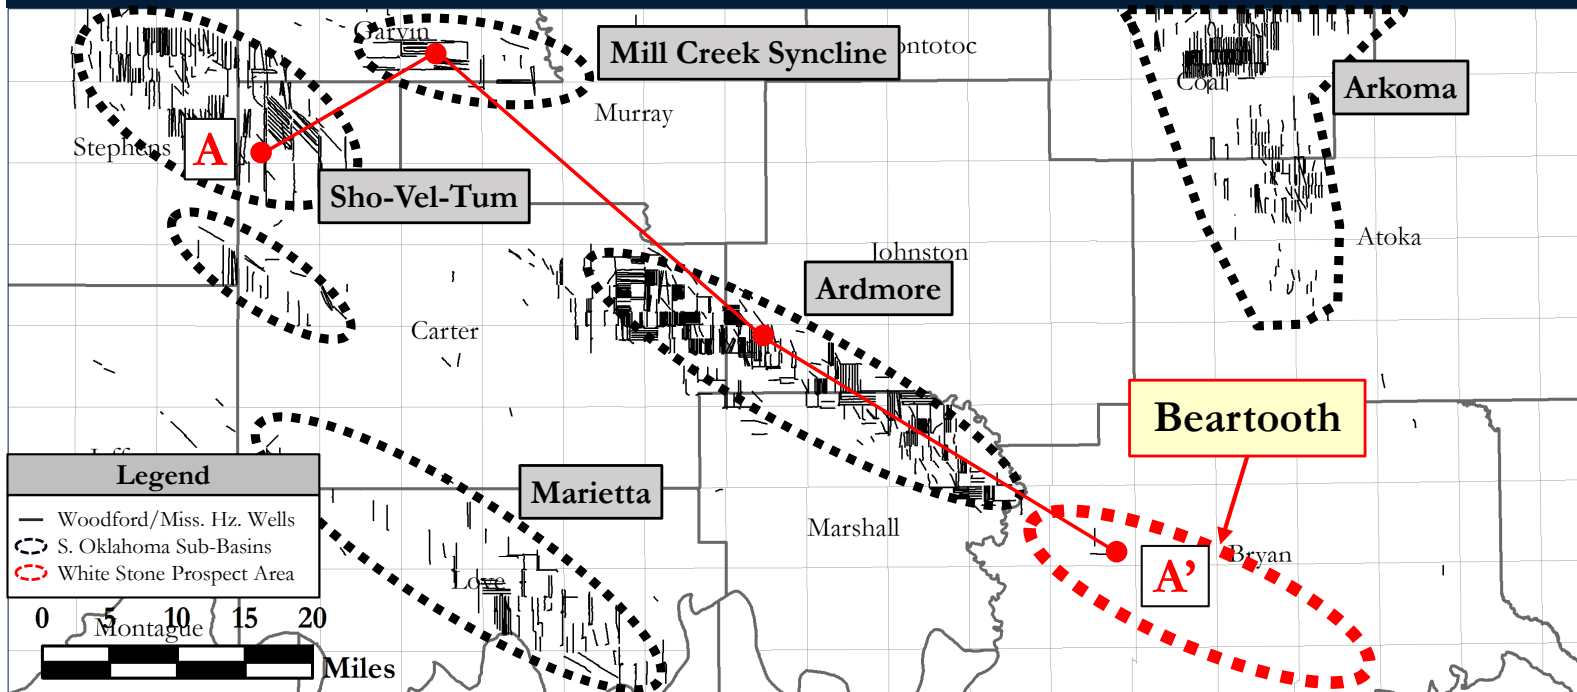 Garvin
Mill Creek Syncline
ontotoc
Coal
Arkoma
Murray
Stephens
A
Sho-Vel-Tum
Atoka
Johnston
Ardmore
Carter
Beartooth
Legend
Woodford/Miss. Hz. Wells
S. Oklahoma Sub-Basins
White Stone Prospect Area
Marietta
Marshall
Bryan
A’
Love
0 5 10 15 20
Montague
Miles